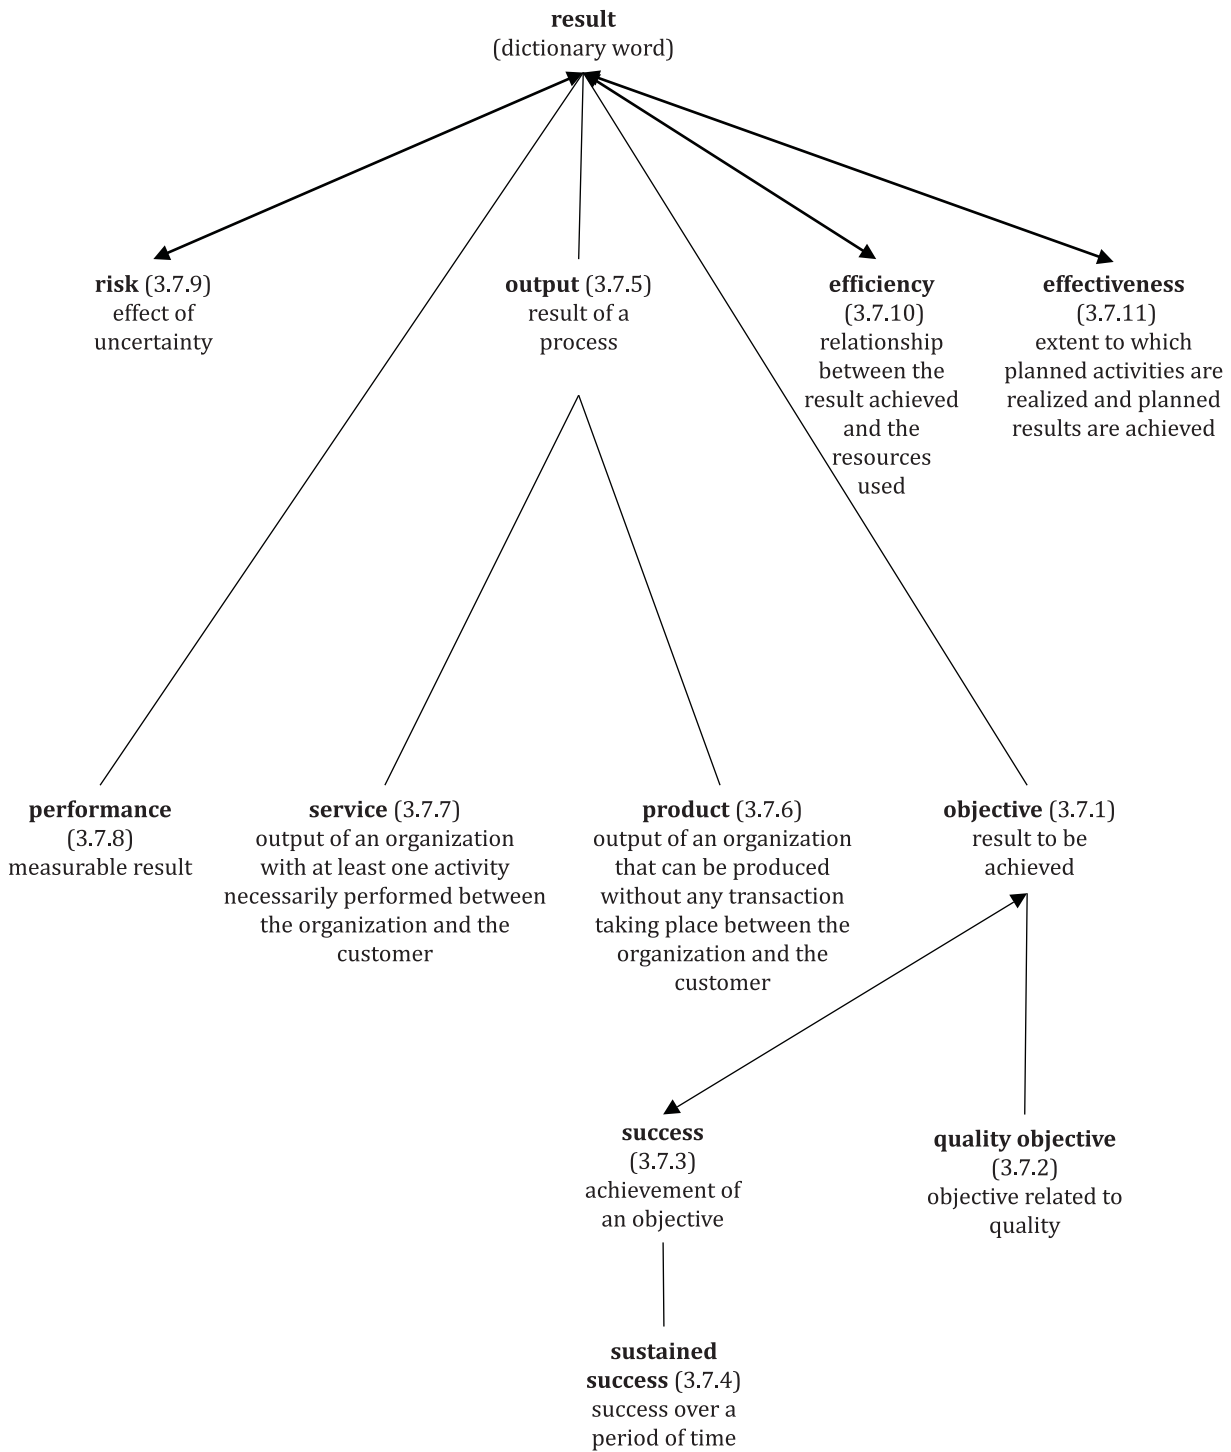 result
(dictionary word)
risk (3.7.9)
effect of
uncertainty
output (3.7.5)
result of a
process
efficiency
(3.7.10)
relationship
between the
result achieved
and the
resources
used
effectiveness
(3.7.11)
extent to which
planned activities are
realized and planned
results are achieved
performance
(3.7.8)
measurable result
service (3.7.7)
output of an organization
with at least one activity
necessarily performed between
the organization and the
customer
product (3.7.6)
output of an organization
that can be produced
without any transaction
taking place between the
organization and the
customer
objective (3.7.1)
result to be
achieved
success
(3.7.3)
achievement of
an objective
quality objective
(3.7.2)
objective related to
quality
sustained
success (3.7.4)
success over a
period of time